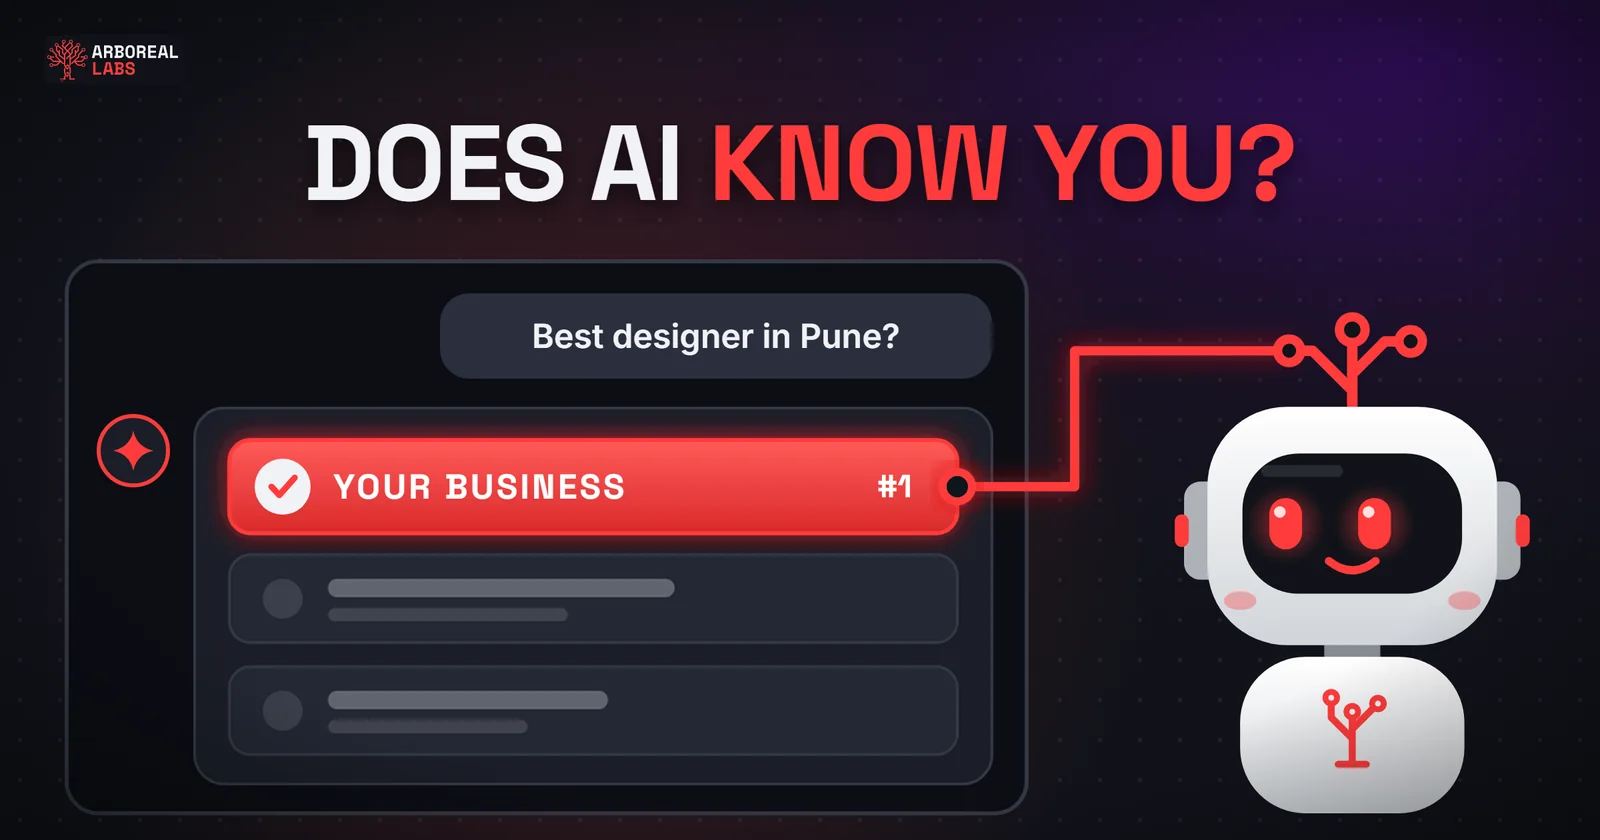 ARBOREAL
LABS
DOES AI KNOW YOU?
Best designer in Pune?
YOUR BUSINESS #1